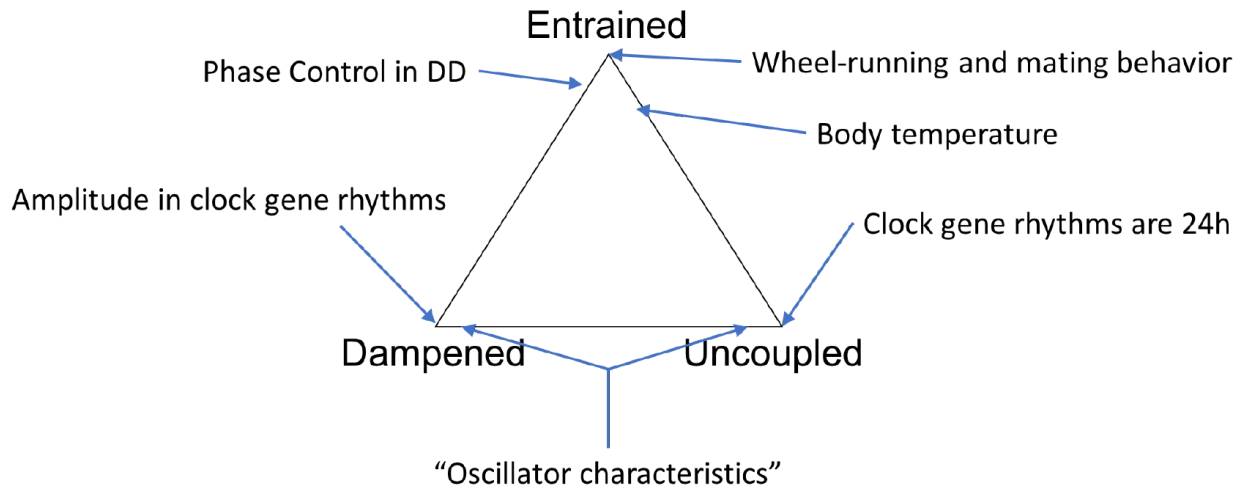 Entrained
Phase Control in DD
Wheel-running and mating behavior
Body temperature
Amplitude in clock gene rhythms
Clock gene rhythms are 24h
Dampened
Uncoupled
“Oscillator characteristics”